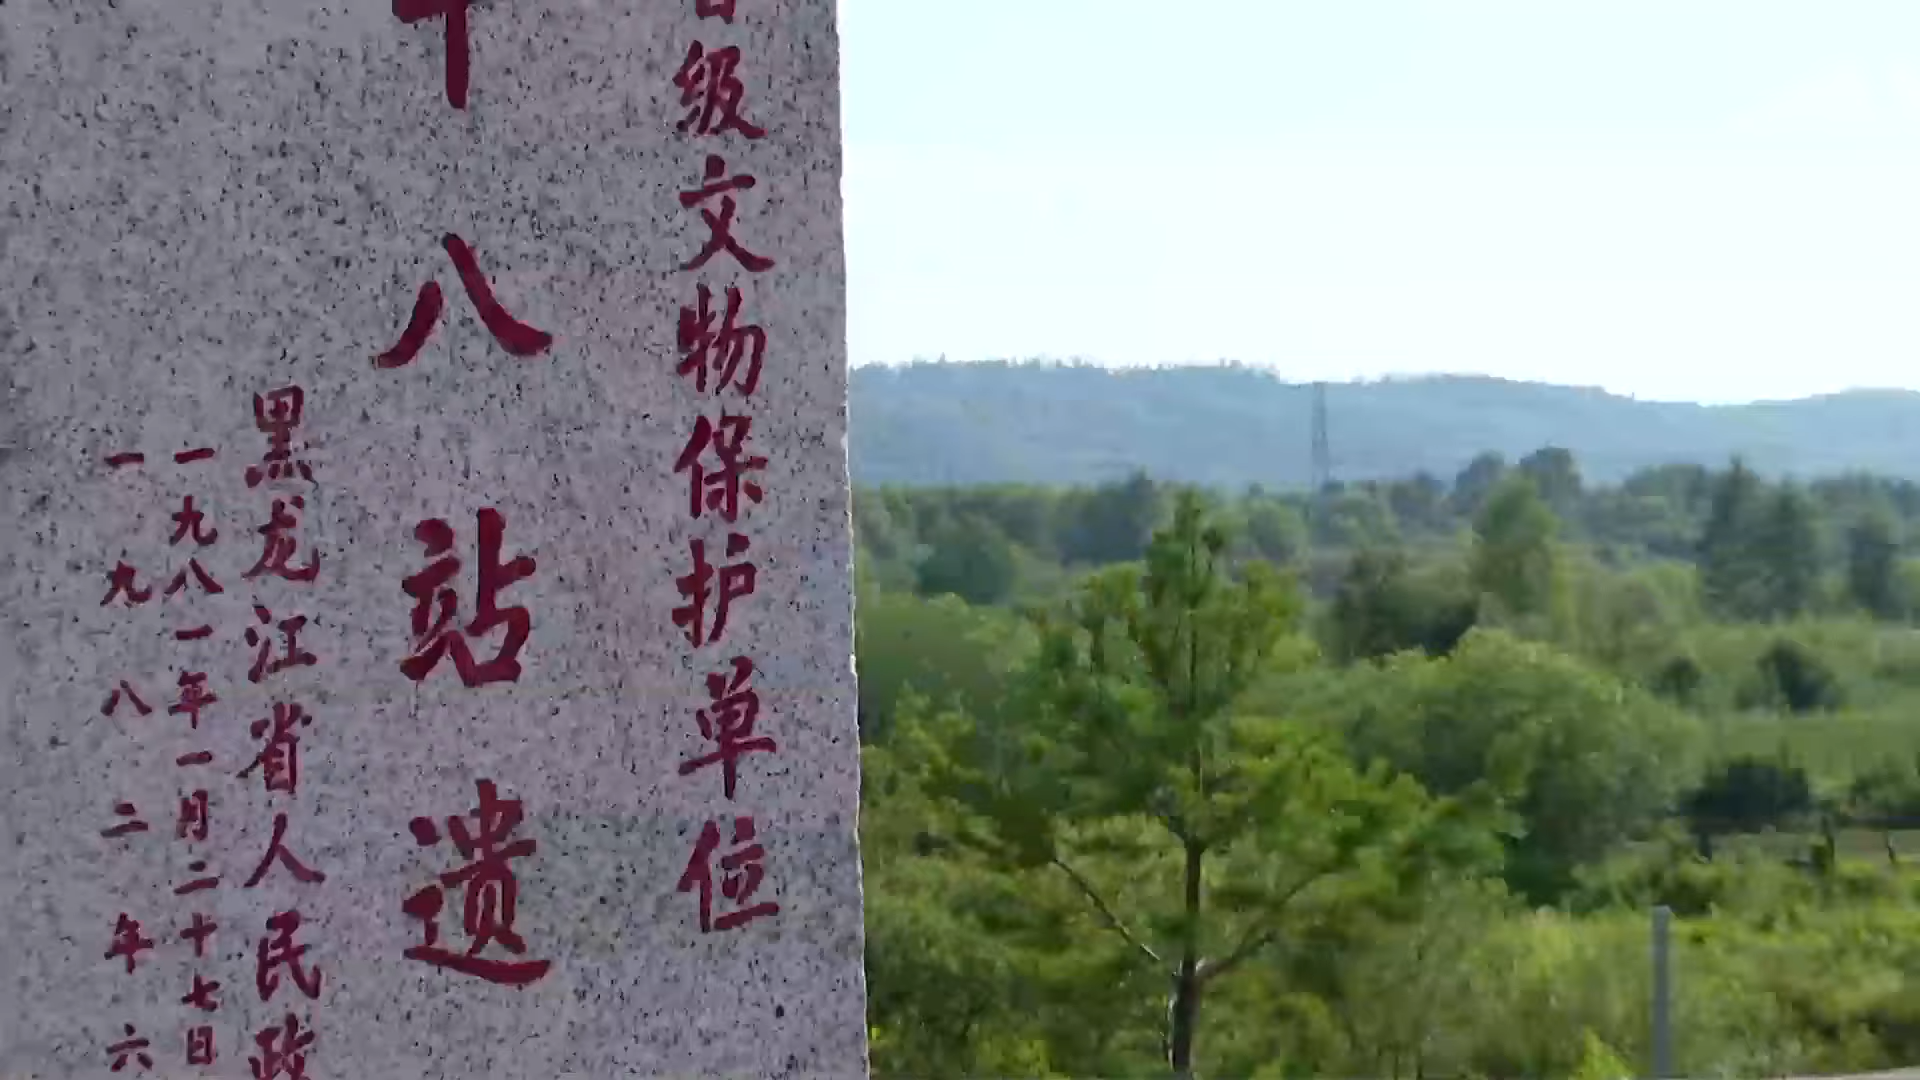 级文物保护单位
十八站遗
黑龙江省人民政
一九八一年一月二十七日
一九八二年六